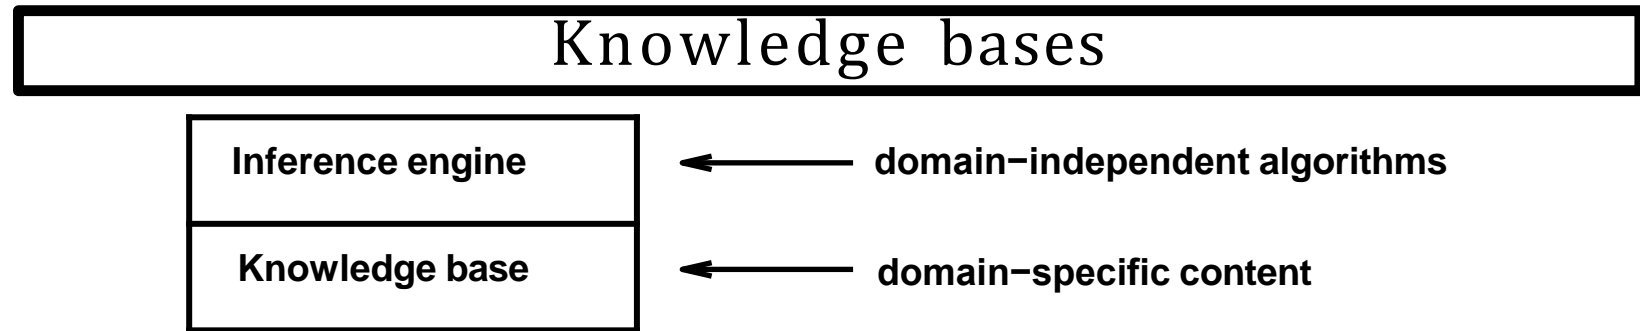 Knowledge bases
Inference engine
domain−independent algorithms
Knowledge base
domain−specific content